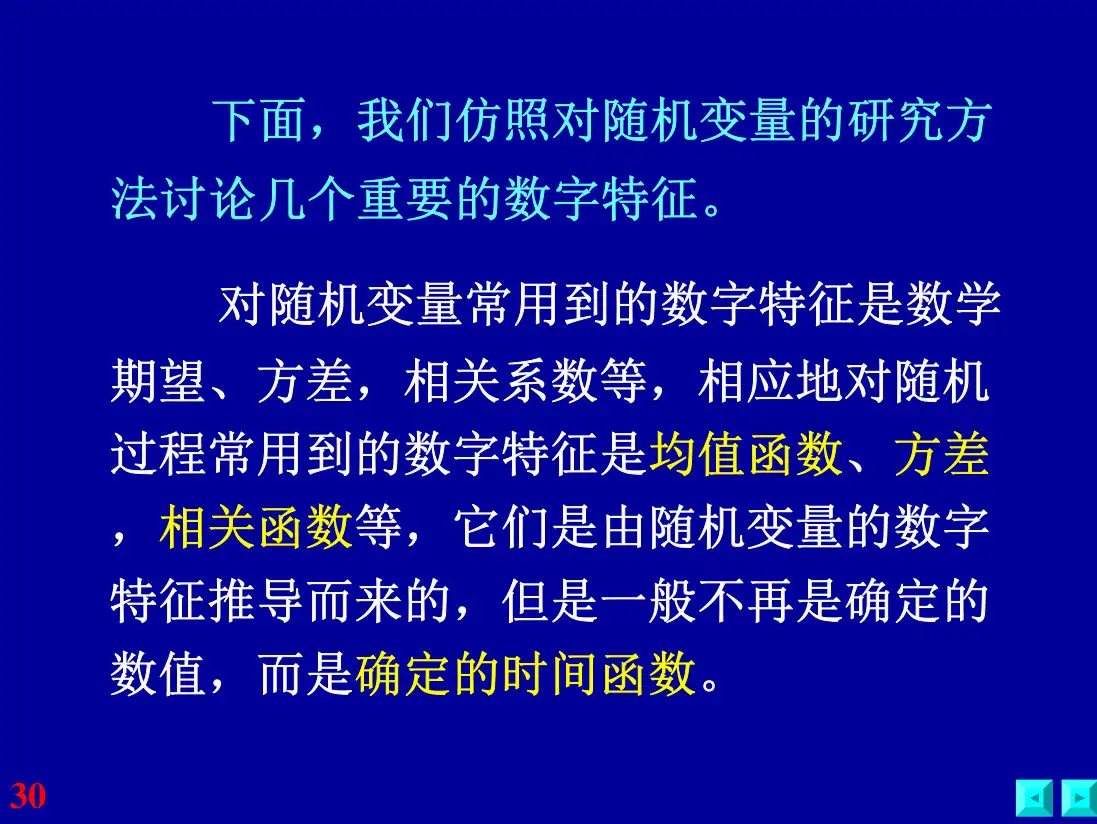 下面，我们仿照对随机变量的研究方
法讨论几个重要的数字特征。
对随机变量常用到的数字特征是数学
期望、方差，相关系数等，相应地对随机
过程常用到的数字特征是均值函数、方差
，相关函数等，它们是由随机变量的数字
特征推导而来的，但是一般不再是确定的
数值，而是确定的时间函数。
30